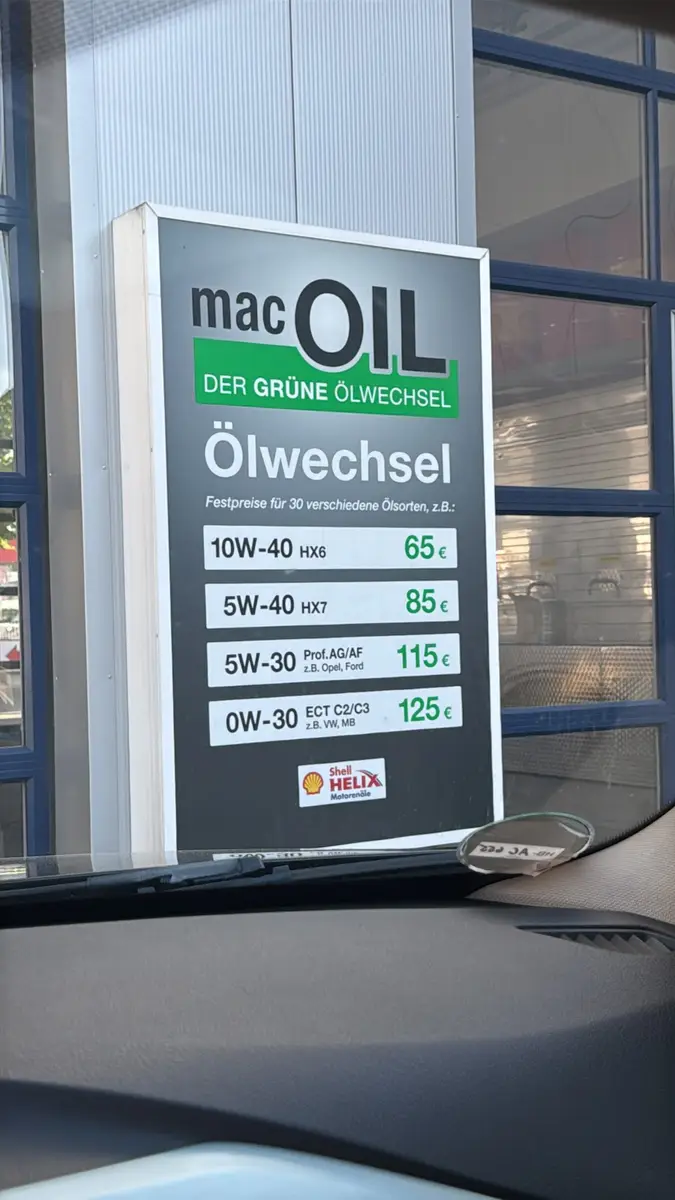 mac OIL
DER GRÜNE ÖLWECHSEL
Ölwechsel
Festpreise für 30 verschiedene Ölsorten, z.B.:
10W-40 HX6 65 €
5W-40 HX7 85 €
5W-30 Prof.AG/AF z.B. Opel, Ford 115 €
0W-30 ECT C2/C3 z.B. VW, MB 125 €
Shell
HELIX
Motorenöle